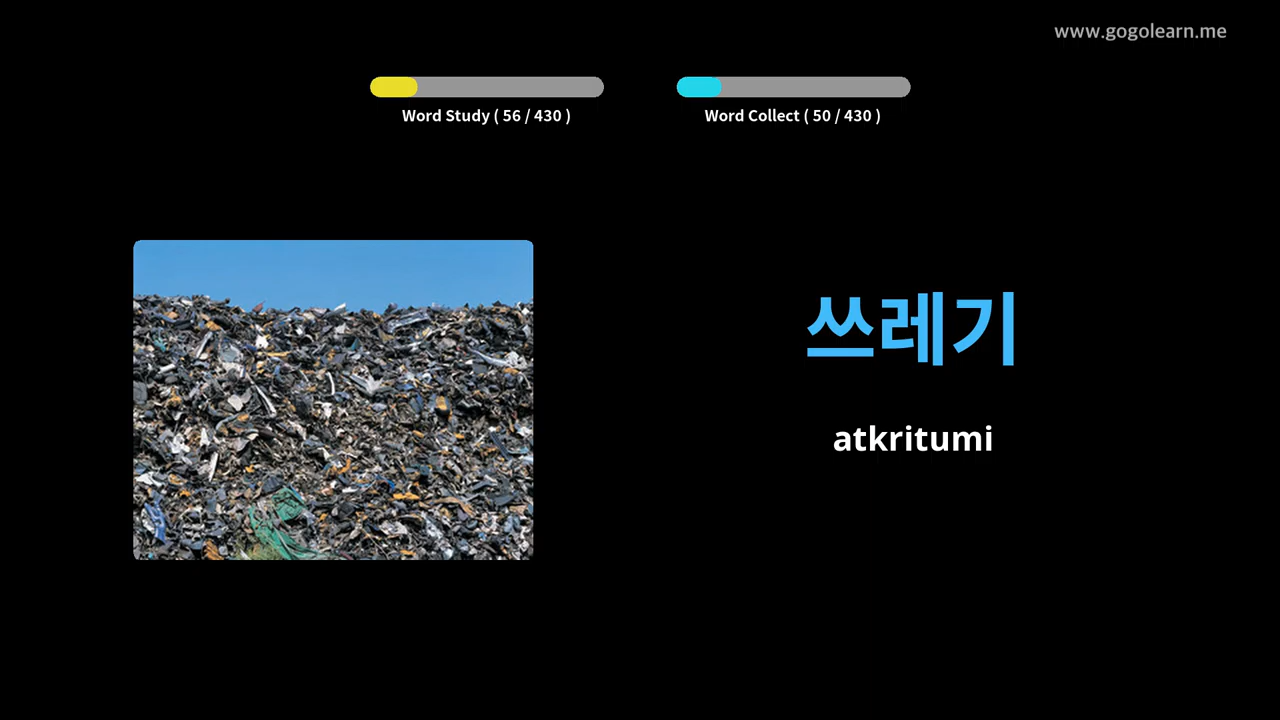 www.gogolearn.me
Word Study ( 56 / 430 )
Word Collect ( 50 / 430 )
쓰레기
atkritumi